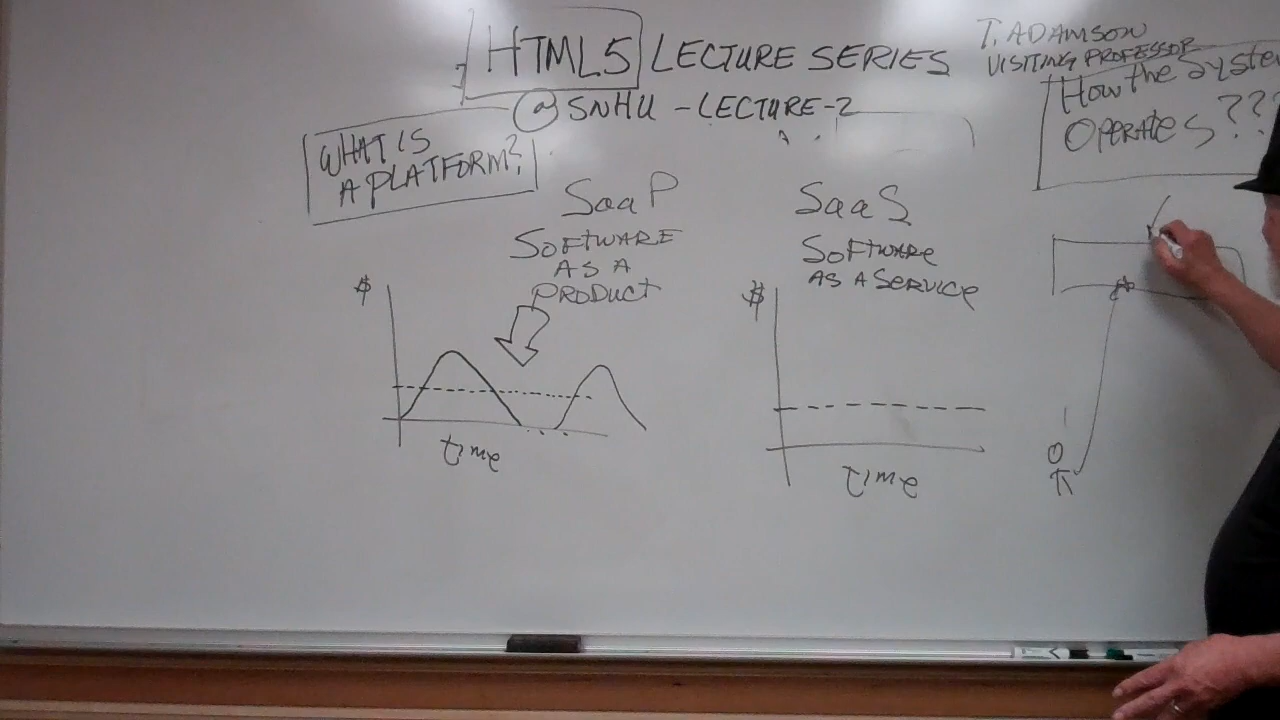 HTML5 LECTURE SERIES
@ SNHU - LECTURE-2
T. ADAMSON
VISITING PROFESSOR
How the System
OPERATES???
WHAT IS
A PLATFORM?
SaaP
SOFTWARE
AS A
PRODUCT
$
time
SaaS
SOFTWARE
AS A SERVICE
$
time